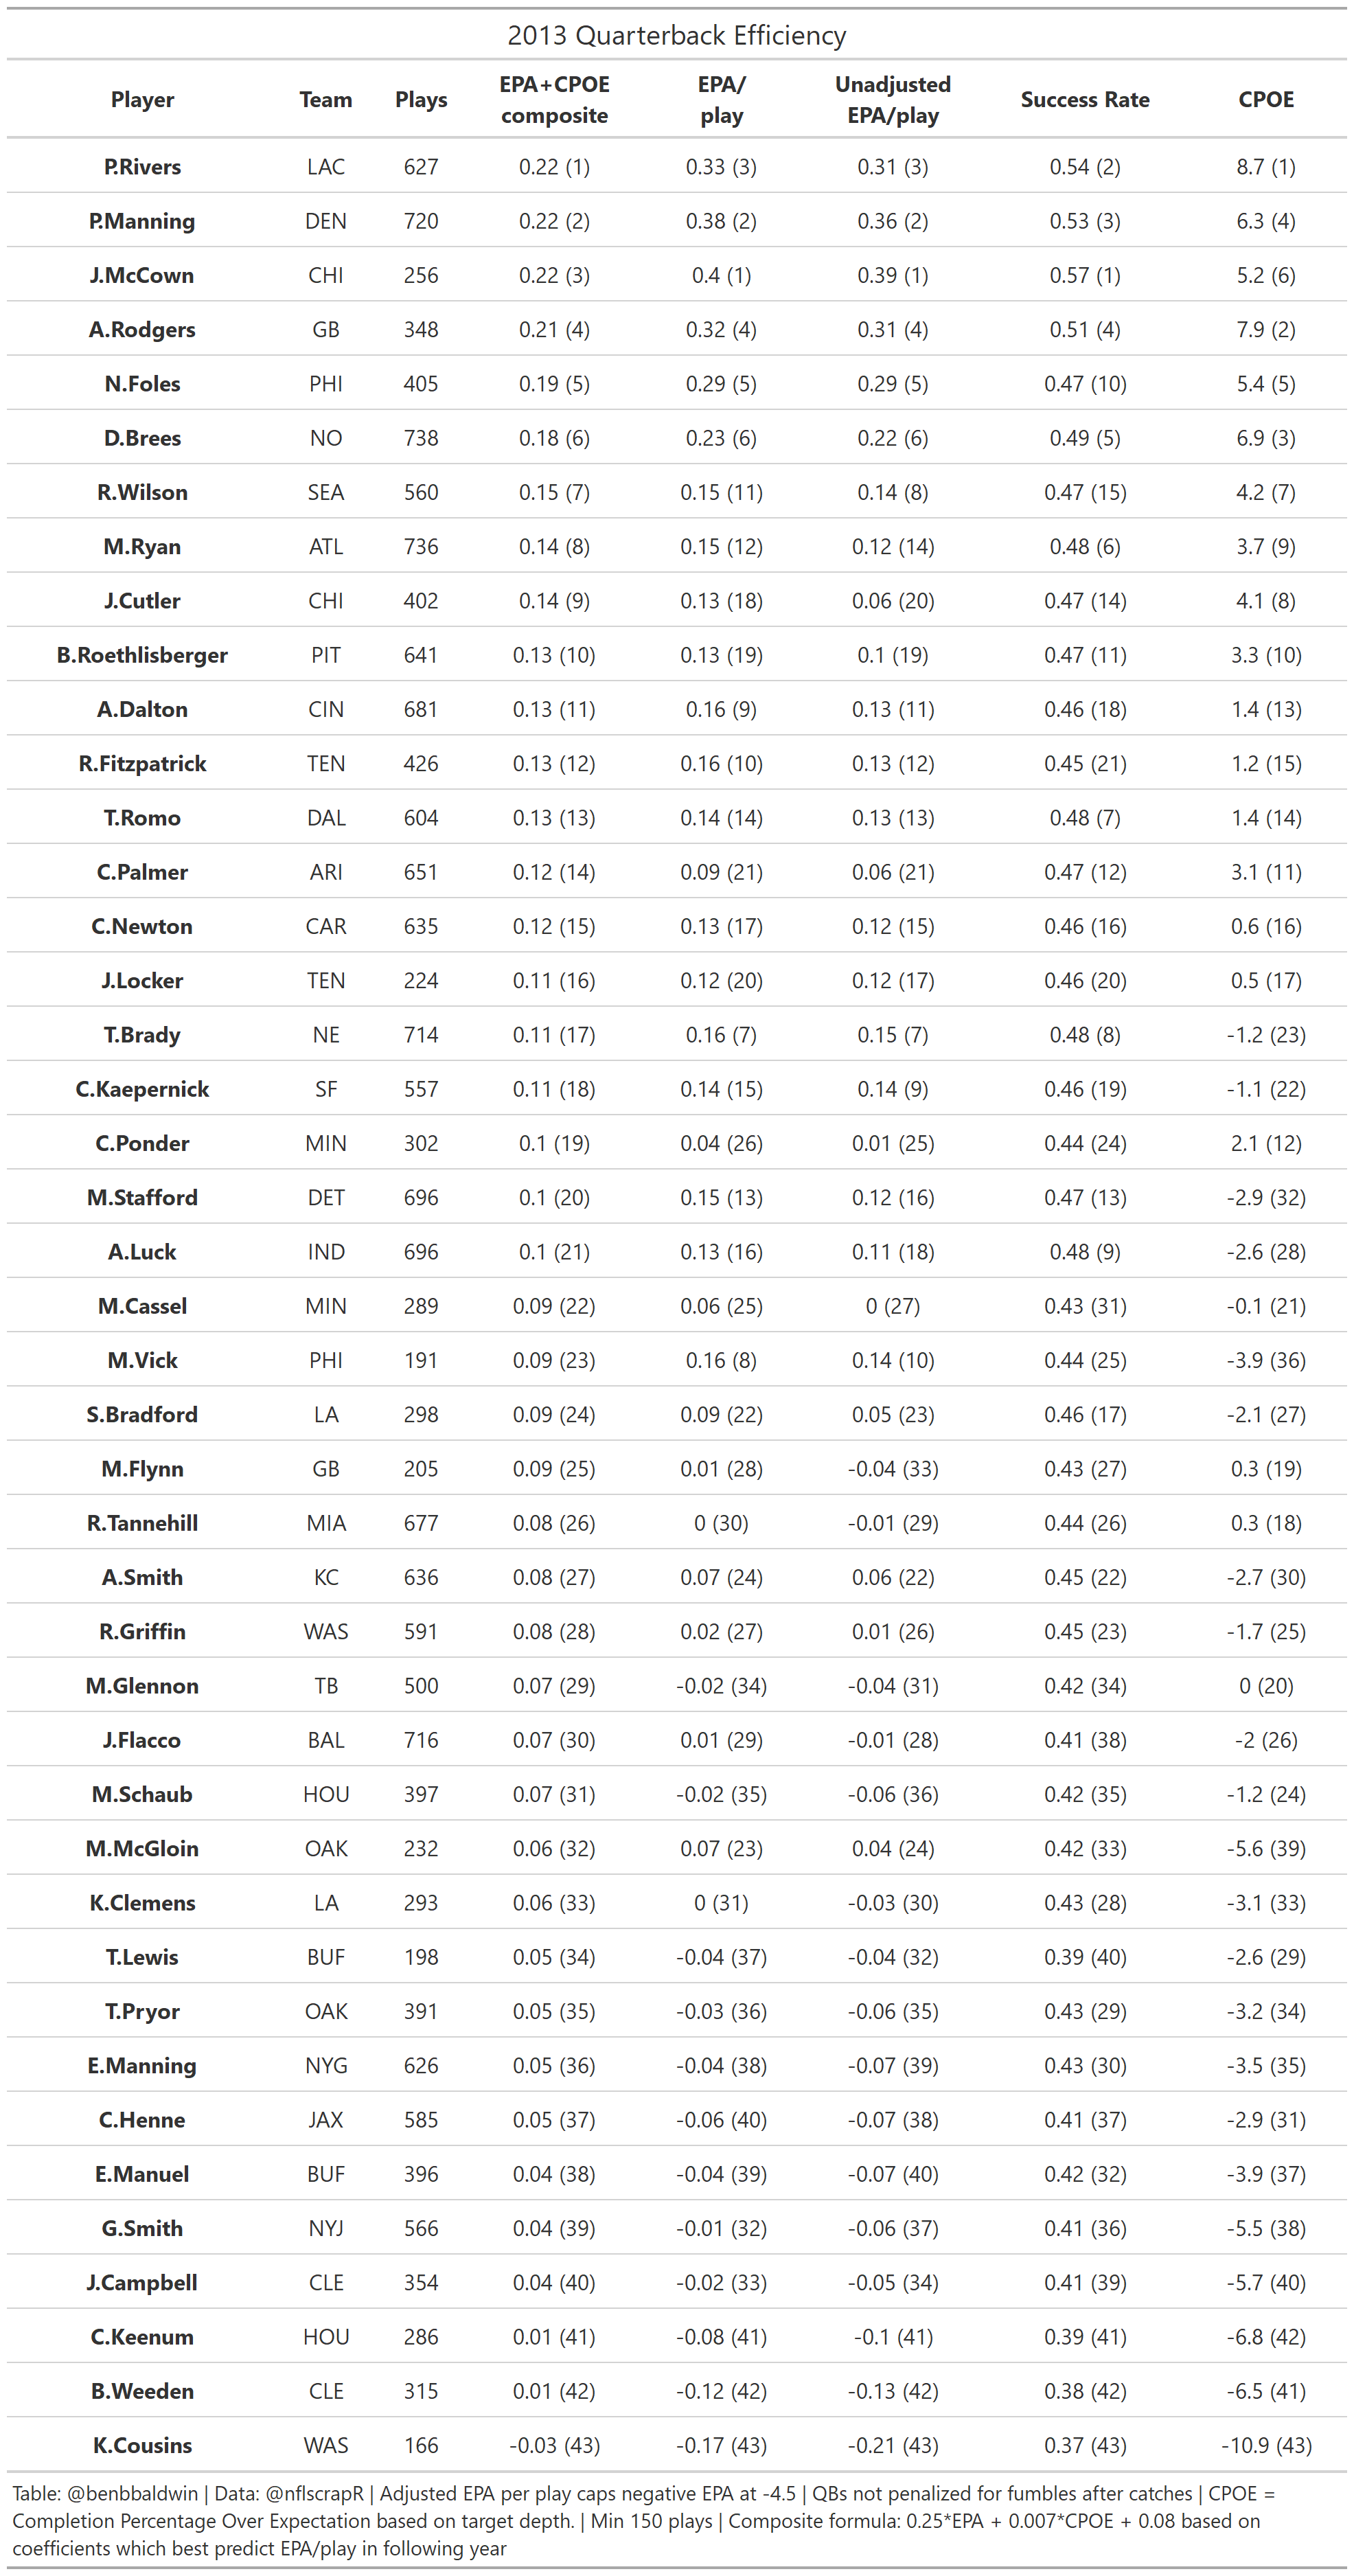 2013 Quarterback Efficiency
Player Team Plays EPA+CPOE composite EPA/ play Unadjusted EPA/play Success Rate CPOE
P.Rivers LAC 627 0.22 (1) 0.33 (3) 0.31 (3) 0.54 (2) 8.7 (1)
P.Manning DEN 720 0.22 (2) 0.38 (2) 0.36 (2) 0.53 (3) 6.3 (4)
J.McCown CHI 256 0.22 (3) 0.4 (1) 0.39 (1) 0.57 (1) 5.2 (6)
A.Rodgers GB 348 0.21 (4) 0.32 (4) 0.31 (4) 0.51 (4) 7.9 (2)
N.Foles PHI 405 0.19 (5) 0.29 (5) 0.29 (5) 0.47 (10) 5.4 (5)
D.Brees NO 738 0.18 (6) 0.23 (6) 0.22 (6) 0.49 (5) 6.9 (3)
R.Wilson SEA 560 0.15 (7) 0.15 (11) 0.14 (8) 0.47 (15) 4.2 (7)
M.Ryan ATL 736 0.14 (8) 0.15 (12) 0.12 (14) 0.48 (6) 3.7 (9)
J.Cutler CHI 402 0.14 (9) 0.13 (18) 0.06 (20) 0.47 (14) 4.1 (8)
B.Roethlisberger PIT 641 0.13 (10) 0.13 (19) 0.1 (19) 0.47 (11) 3.3 (10)
A.Dalton CIN 681 0.13 (11) 0.16 (9) 0.13 (11) 0.46 (18) 1.4 (13)
R.Fitzpatrick TEN 426 0.13 (12) 0.16 (10) 0.13 (12) 0.45 (21) 1.2 (15)
T.Romo DAL 604 0.13 (13) 0.14 (14) 0.13 (13) 0.48 (7) 1.4 (14)
C.Palmer ARI 651 0.12 (14) 0.09 (21) 0.06 (21) 0.47 (12) 3.1 (11)
C.Newton CAR 635 0.12 (15) 0.13 (17) 0.12 (15) 0.46 (16) 0.6 (16)
J.Locker TEN 224 0.11 (16) 0.12 (20) 0.12 (17) 0.46 (20) 0.5 (17)
T.Brady NE 714 0.11 (17) 0.16 (7) 0.15 (7) 0.48 (8) -1.2 (23)
C.Kaepernick SF 557 0.11 (18) 0.14 (15) 0.14 (9) 0.46 (19) -1.1 (22)
C.Ponder MIN 302 0.1 (19) 0.04 (26) 0.01 (25) 0.44 (24) 2.1 (12)
M.Stafford DET 696 0.1 (20) 0.15 (13) 0.12 (16) 0.47 (13) -2.9 (32)
A.Luck IND 696 0.1 (21) 0.13 (16) 0.11 (18) 0.48 (9) -2.6 (28)
M.Cassel MIN 289 0.09 (22) 0.06 (25) 0 (27) 0.43 (31) -0.1 (21)
M.Vick PHI 191 0.09 (23) 0.16 (8) 0.14 (10) 0.44 (25) -3.9 (36)
S.Bradford LA 298 0.09 (24) 0.09 (22) 0.05 (23) 0.46 (17) -2.1 (27)
M.Flynn GB 205 0.09 (25) 0.01 (28) -0.04 (33) 0.43 (27) 0.3 (19)
R.Tannehill MIA 677 0.08 (26) 0 (30) -0.01 (29) 0.44 (26) 0.3 (18)
A.Smith KC 636 0.08 (27) 0.07 (24) 0.06 (22) 0.45 (22) -2.7 (30)
R.Griffin WAS 591 0.08 (28) 0.02 (27) 0.01 (26) 0.45 (23) -1.7 (25)
M.Glennon TB 500 0.07 (29) -0.02 (34) -0.04 (31) 0.42 (34) 0 (20)
J.Flacco BAL 716 0.07 (30) 0.01 (29) -0.01 (28) 0.41 (38) -2 (26)
M.Schaub HOU 397 0.07 (31) -0.02 (35) -0.06 (36) 0.42 (35) -1.2 (24)
M.McGloin OAK 232 0.06 (32) 0.07 (23) 0.04 (24) 0.42 (33) -5.6 (39)
K.Clemens LA 293 0.06 (33) 0 (31) -0.03 (30) 0.43 (28) -3.1 (33)
T.Lewis BUF 198 0.05 (34) -0.04 (37) -0.04 (32) 0.39 (40) -2.6 (29)
T.Pryor OAK 391 0.05 (35) -0.03 (36) -0.06 (35) 0.43 (29) -3.2 (34)
E.Manning NYG 626 0.05 (36) -0.04 (38) -0.07 (39) 0.43 (30) -3.5 (35)
C.Henne JAX 585 0.05 (37) -0.06 (40) -0.07 (38) 0.41 (37) -2.9 (31)
E.Manuel BUF 396 0.04 (38) -0.04 (39) -0.07 (40) 0.42 (32) -3.9 (37)
G.Smith NYJ 566 0.04 (39) -0.01 (32) -0.06 (37) 0.41 (36) -5.5 (38)
J.Campbell CLE 354 0.04 (40) -0.02 (33) -0.05 (34) 0.41 (39) -5.7 (40)
C.Keenum HOU 286 0.01 (41) -0.08 (41) -0.1 (41) 0.39 (41) -6.8 (42)
B.Weeden CLE 315 0.01 (42) -0.12 (42) -0.13 (42) 0.38 (42) -6.5 (41)
K.Cousins WAS 166 -0.03 (43) -0.17 (43) -0.21 (43) 0.37 (43) -10.9 (43)
Table: @benbbaldwin | Data: @nflscrapR | Adjusted EPA per play caps negative EPA at -4.5 | QBs not penalized for fumbles after catches | CPOE =
Completion Percentage Over Expectation based on target depth. | Min 150 plays | Composite formula: 0.25*EPA + 0.007*CPOE + 0.08 based on
coefficients which best predict EPA/play in following year